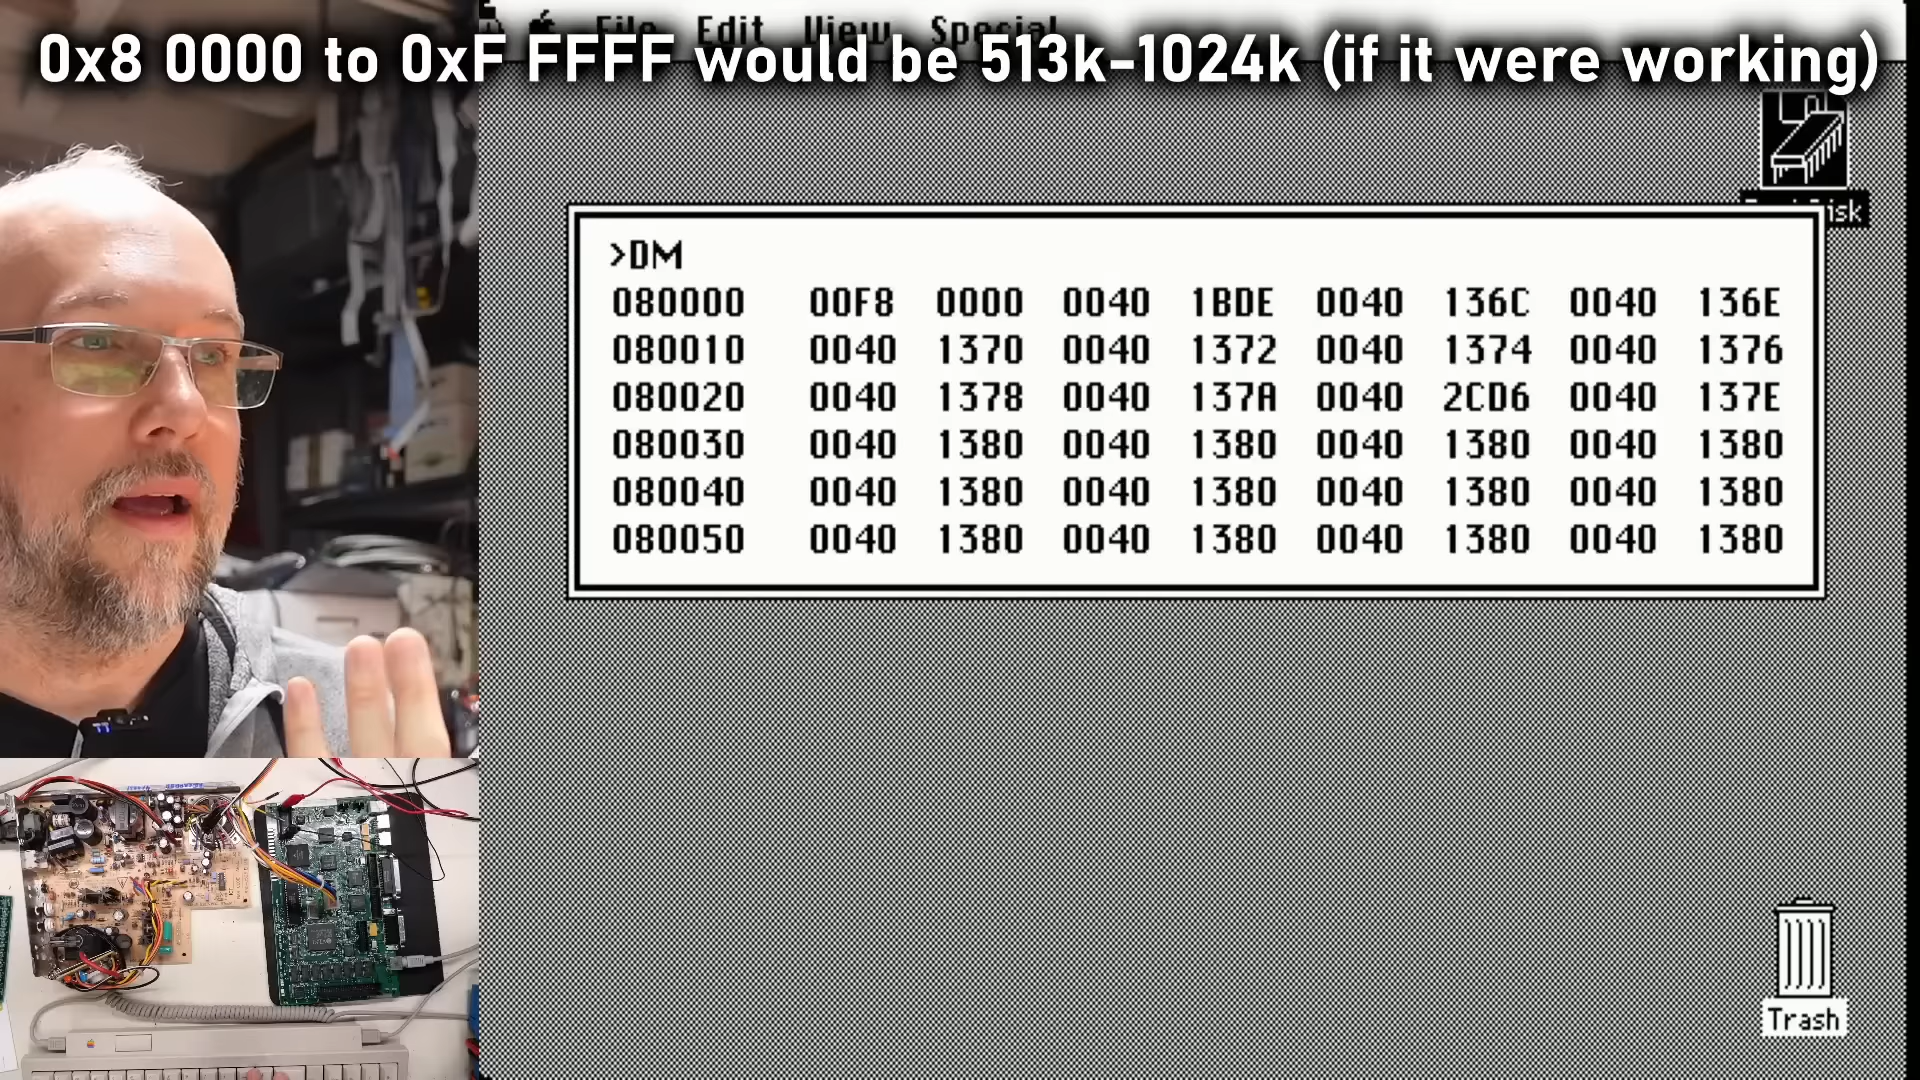 File Edit View Special
0x8 0000 to 0xF FFFF would be 513k-1024k (if it were working)
>DM
080000 00F8 0000 0040 1BDE 0040 136C 0040 136E
080010 0040 1370 0040 1372 0040 1374 0040 1376
080020 0040 1378 0040 137A 0040 2CD6 0040 137E
080030 0040 1380 0040 1380 0040 1380 0040 1380
080040 0040 1380 0040 1380 0040 1380 0040 1380
080050 0040 1380 0040 1380 0040 1380 0040 1380
Trash